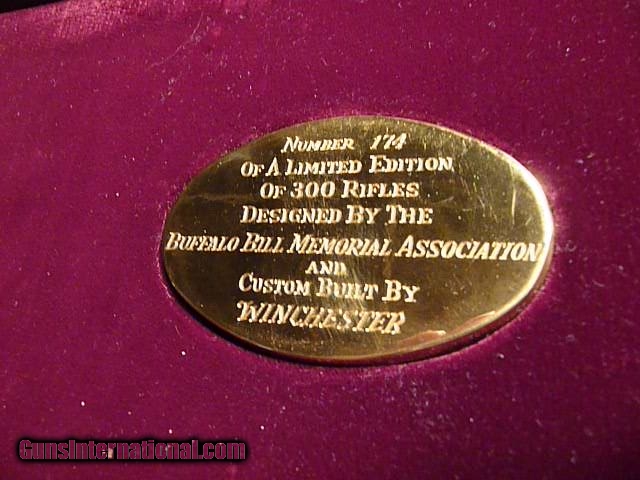 NUMBER 174
OF A LIMITED EDITION
OF 300 RIFLES
DESIGNED BY THE
BUFFALO BILL MEMORIAL ASSOCIATION
AND
CUSTOM BUILT BY
WINCHESTER
GunsInternational.com